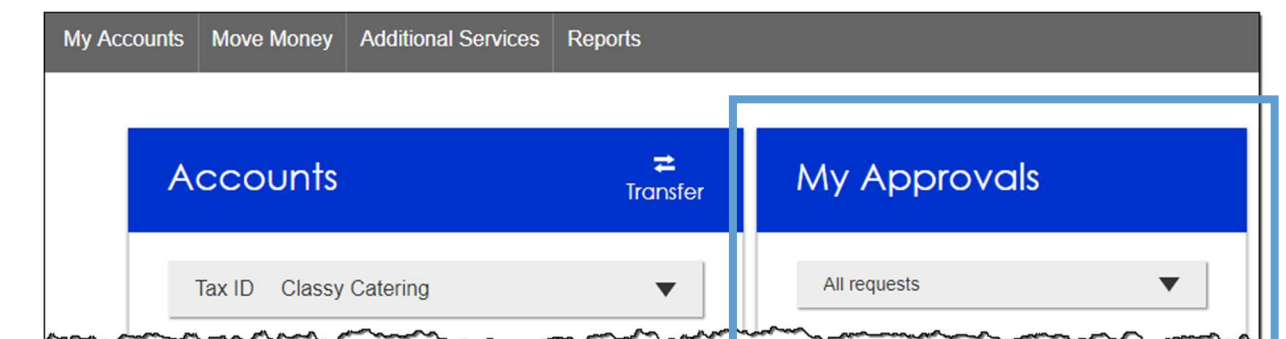 My Accounts Move Money Additional Services Reports
Accounts
Transfer
My Approvals
Tax ID Classy Catering
All requests